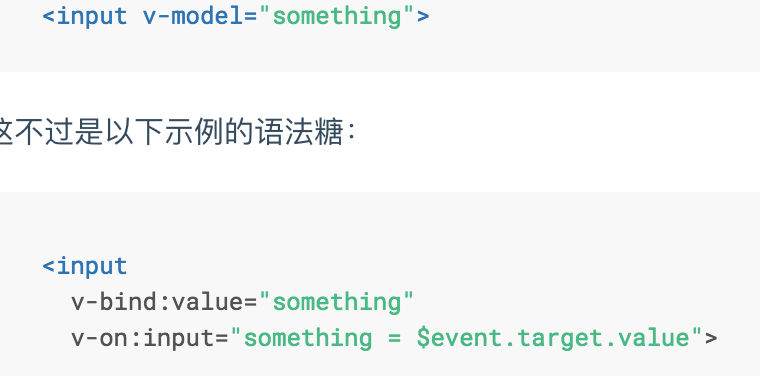 <input v-model="something">
这不过是以下示例的语法糖：
<input
v-bind:value="something"
v-on:input="something = $event.target.value">